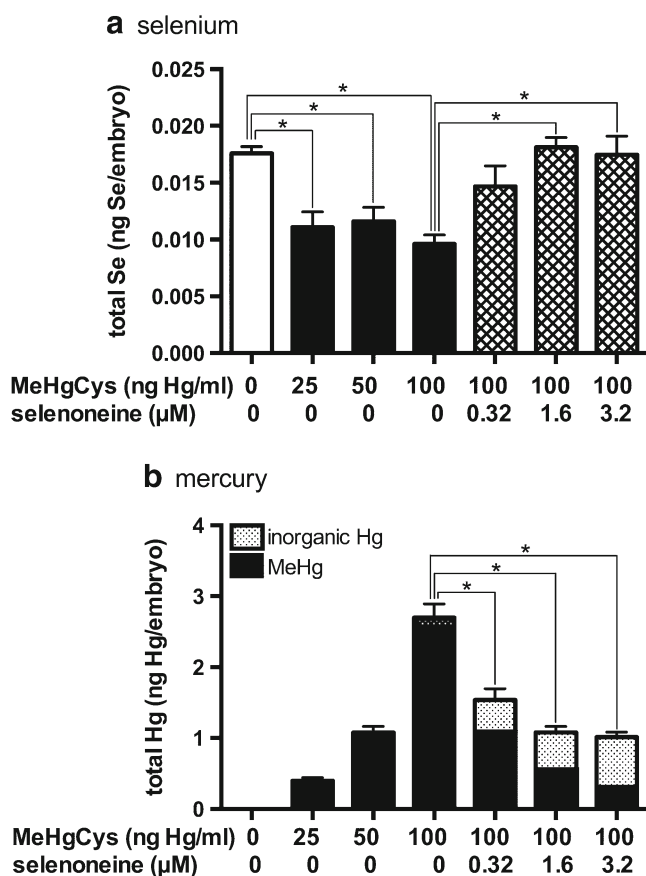 a selenium
total Se (ng Se/embryo)
0.025
0.020
0.015
0.010
0.005
0.000
* * * * *
MeHgCys (ng Hg/ml) 0 25 50 100 100 100 100
selenoneine (µM) 0 0 0 0 0.32 1.6 3.2
b mercury
total Hg (ng Hg/embryo)
4
3
2
1
0
inorganic Hg
MeHg
* * *
MeHgCys (ng Hg/ml) 0 25 50 100 100 100 100
selenoneine (µM) 0 0 0 0 0.32 1.6 3.2